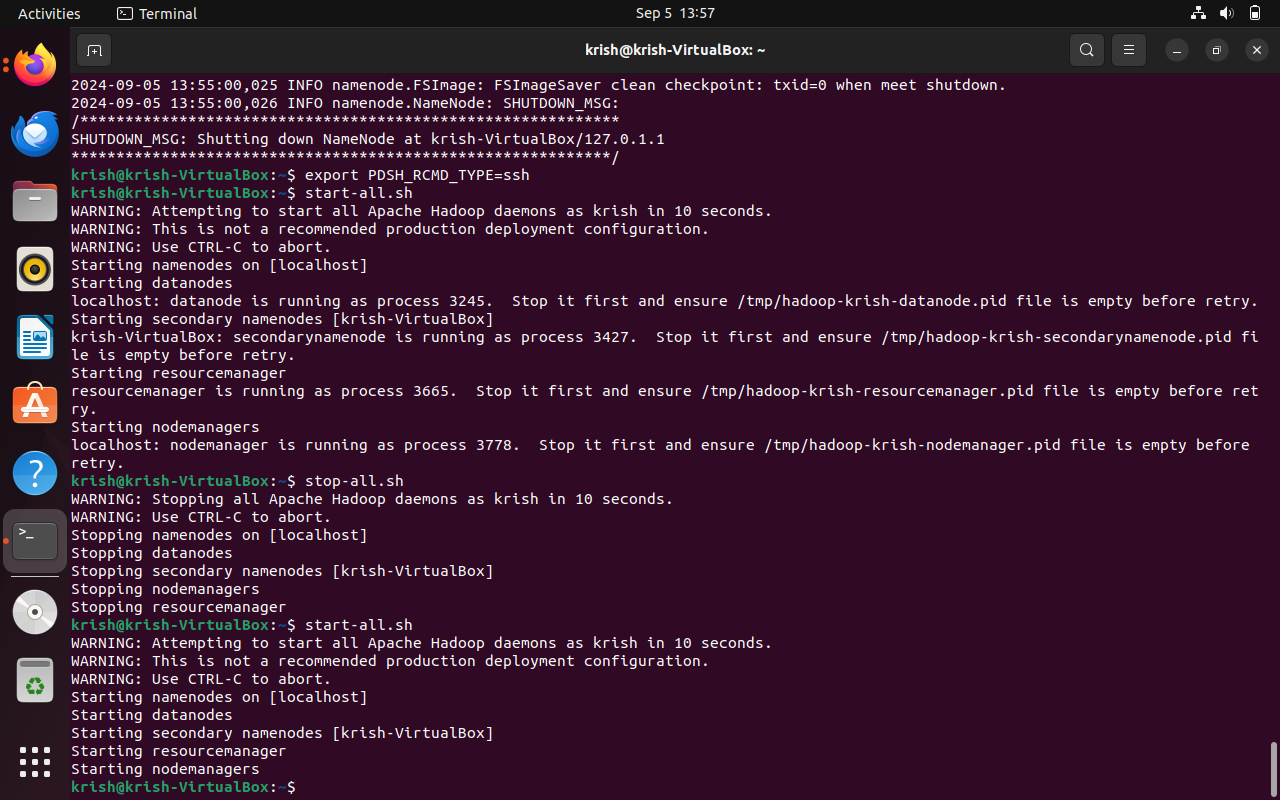 Activities
Terminal
Sep 5 13:57
krish@krish-VirtualBox: ~
2024-09-05 13:55:00,025 INFO namenode.FSImage: FSImageSaver clean checkpoint: txid=0 when meet shutdown.
2024-09-05 13:55:00,026 INFO namenode.NameNode: SHUTDOWN_MSG:
/************************************************************
SHUTDOWN_MSG: Shutting down NameNode at krish-VirtualBox/127.0.1.1
************************************************************/
krish@krish-VirtualBox:~$ export PDSH_RCMD_TYPE=ssh
krish@krish-VirtualBox:~$ start-all.sh
WARNING: Attempting to start all Apache Hadoop daemons as krish in 10 seconds.
WARNING: This is not a recommended production deployment configuration.
WARNING: Use CTRL-C to abort.
Starting namenodes on [localhost]
Starting datanodes
localhost: datanode is running as process 3245.  Stop it first and ensure /tmp/hadoop-krish-datanode.pid file is empty before retry.
Starting secondary namenodes [krish-VirtualBox]
krish-VirtualBox: secondarynamenode is running as process 3427.  Stop it first and ensure /tmp/hadoop-krish-secondarynamenode.pid fi
le is empty before retry.
Starting resourcemanager
resourcemanager is running as process 3665.  Stop it first and ensure /tmp/hadoop-krish-resourcemanager.pid file is empty before ret
ry.
Starting nodemanagers
localhost: nodemanager is running as process 3778.  Stop it first and ensure /tmp/hadoop-krish-nodemanager.pid file is empty before
retry.
krish@krish-VirtualBox:~$ stop-all.sh
WARNING: Stopping all Apache Hadoop daemons as krish in 10 seconds.
WARNING: Use CTRL-C to abort.
Stopping namenodes on [localhost]
Stopping datanodes
Stopping secondary namenodes [krish-VirtualBox]
Stopping nodemanagers
Stopping resourcemanager
krish@krish-VirtualBox:~$ start-all.sh
WARNING: Attempting to start all Apache Hadoop daemons as krish in 10 seconds.
WARNING: This is not a recommended production deployment configuration.
WARNING: Use CTRL-C to abort.
Starting namenodes on [localhost]
Starting datanodes
Starting secondary namenodes [krish-VirtualBox]
Starting resourcemanager
Starting nodemanagers
krish@krish-VirtualBox:~$